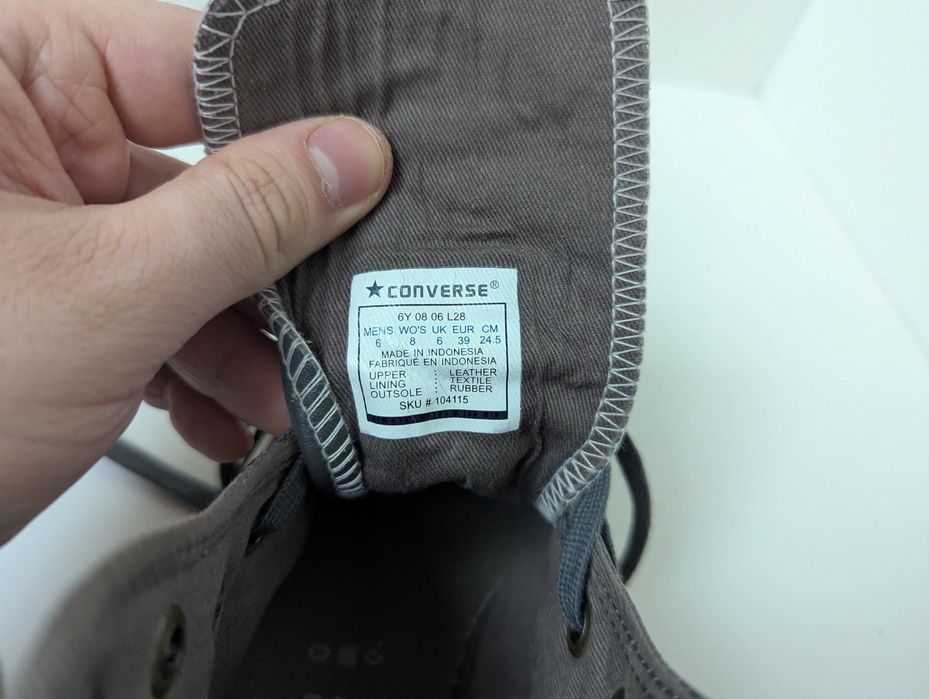 ★CONVERSE®
6Y 08 06 L28
MENS WO'S UK EUR CM
6 8 6 39 24.5
MADE IN INDONESIA
FABRIQUÉ EN INDONESIA
UPPER : LEATHER
LINING : TEXTILE
OUTSOLE : RUBBER
SKU # 104115